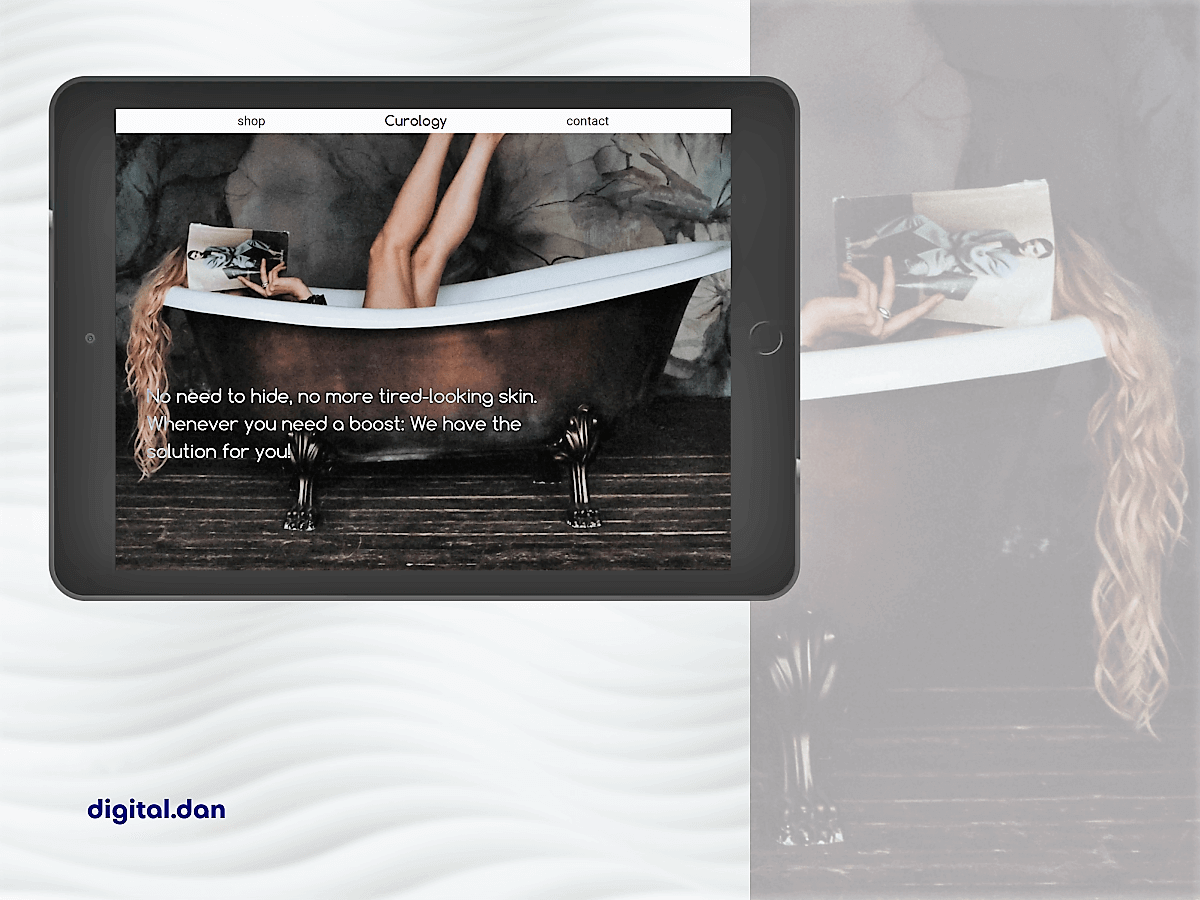 shop Curology contact
No need to hide, no more tired-looking skin.
Whenever you need a boost: We have the
solution for you!
digital.dan